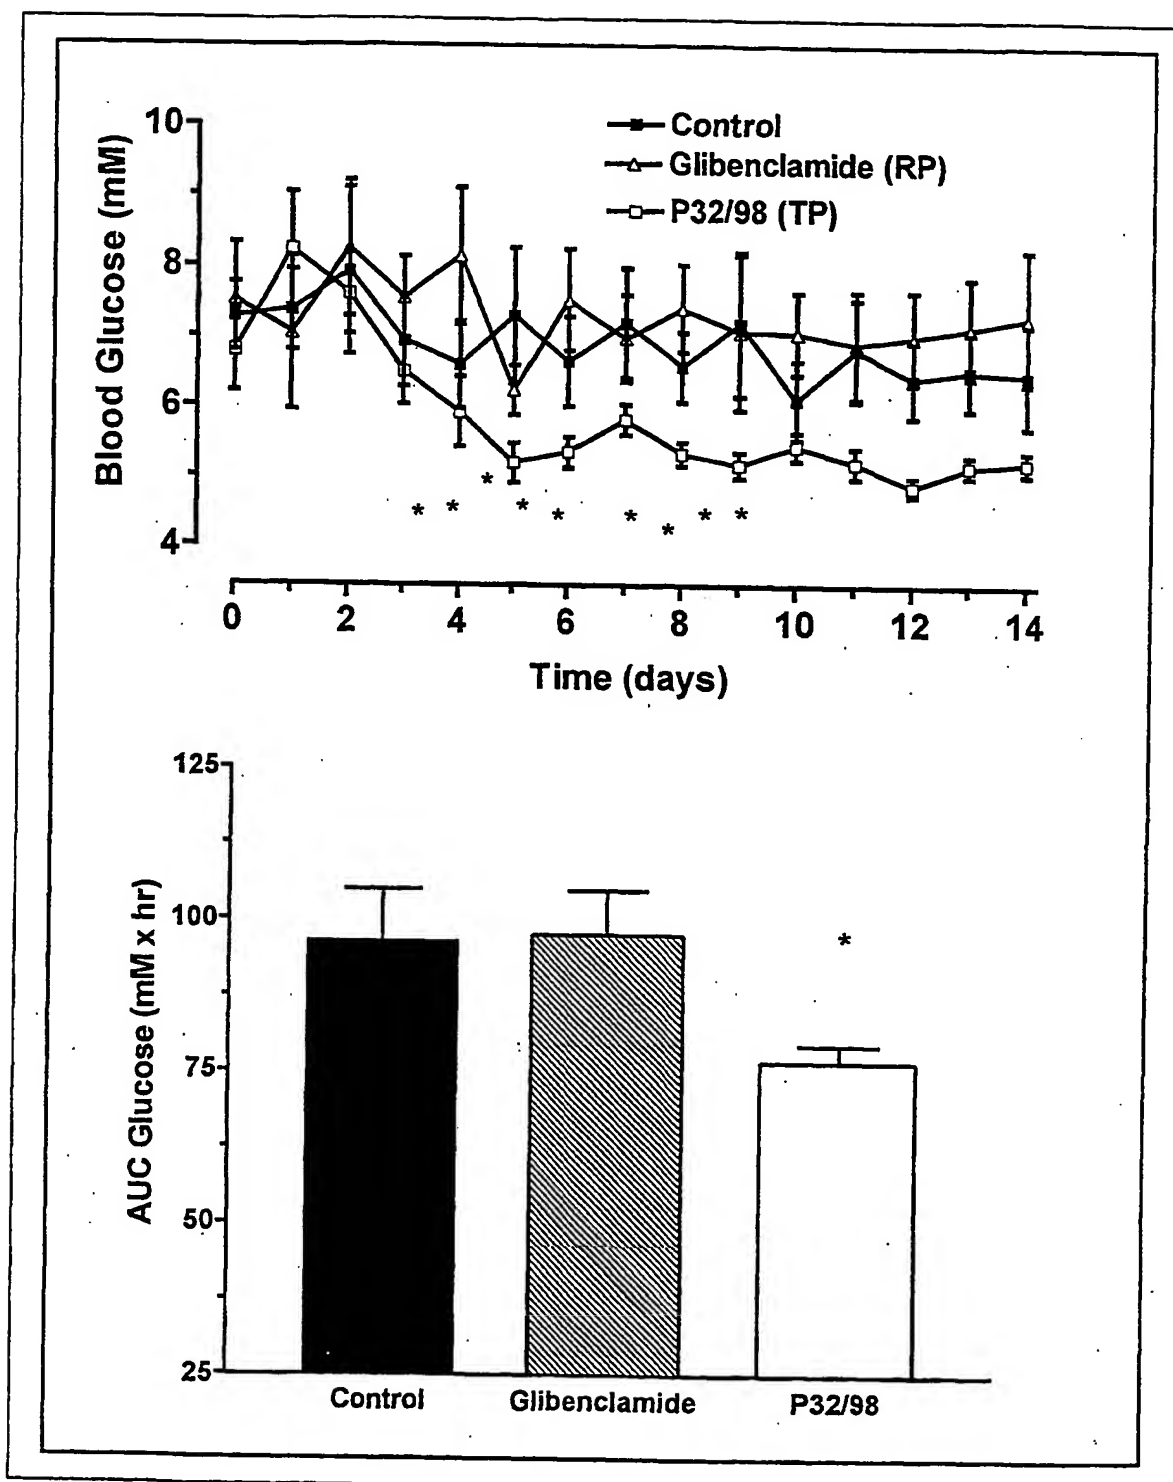 10
8
6
4
Blood Glucose (mM)
Control
Glibenclamide (RP)
P32/98 (TP)
* * * * * * * * *
0 2 4 6 8 10 12 14
Time (days)
125
100
75
50
25
AUC Glucose (mM x hr)
*
Control Glibenclamide P32/98